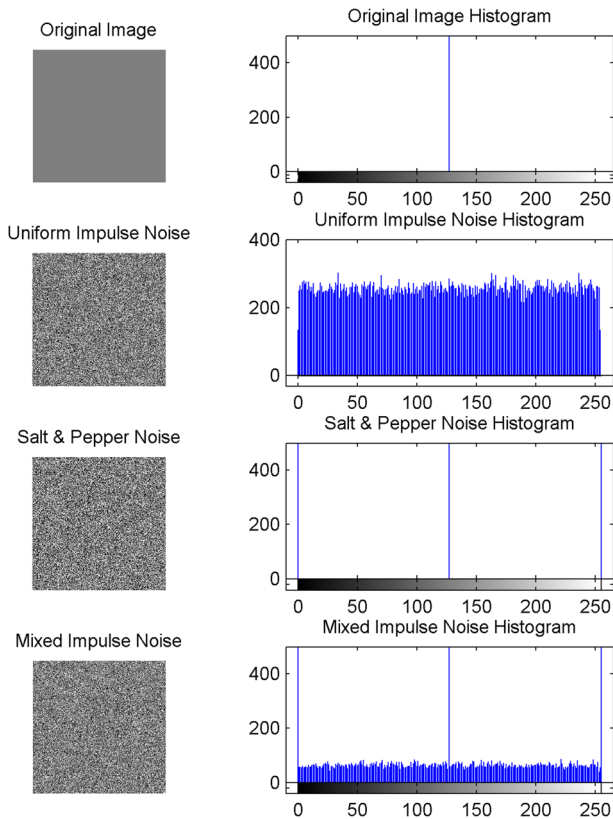 Original Image
Original Image Histogram
400
200
0
0 50 100 150 200 250
Uniform Impulse Noise
Uniform Impulse Noise Histogram
400
200
0
0 50 100 150 200 250
Salt & Pepper Noise
Salt & Pepper Noise Histogram
400
200
0
0 50 100 150 200 250
Mixed Impulse Noise
Mixed Impulse Noise Histogram
400
200
0
0 50 100 150 200 250